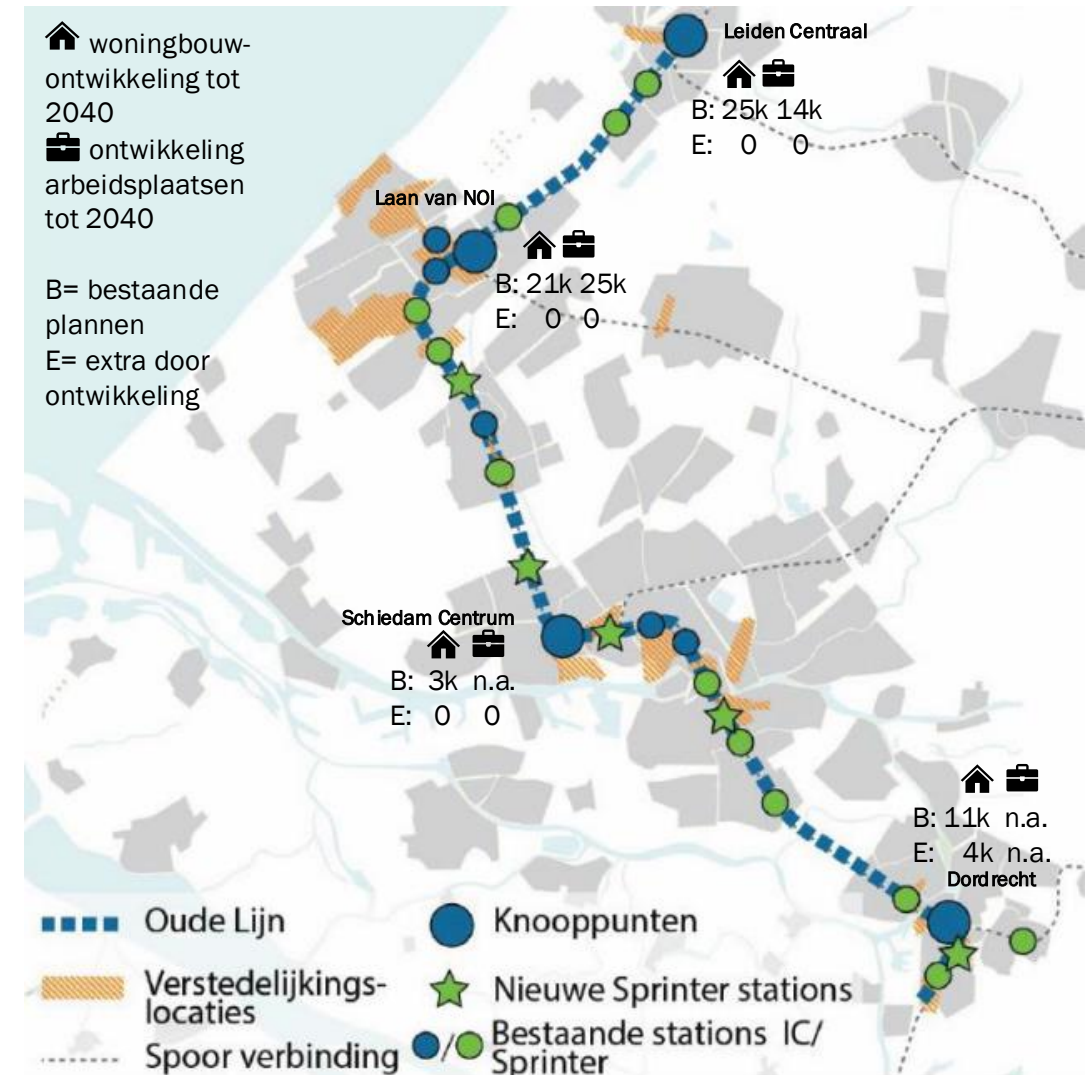 woningbouw-
ontwikkeling tot
2040
ontwikkeling
arbeidsplaatsen
tot 2040
B= bestaande
plannen
E= extra door
ontwikkeling
Leiden Centraal
B: 25k 14k
E: 0 0
Laan van NOI
B: 21k 25k
E: 0 0
Schiedam Centrum
B: 3k n.a.
E: 0 0
B: 11k n.a.
E: 4k n.a.
Dordrecht
Oude Lijn
Knooppunten
Verstedelijkings-
locaties
Nieuwe Sprinter stations
Spoor verbinding
Bestaande stations IC/
Sprinter